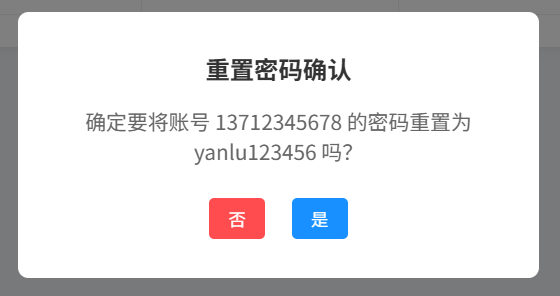 重置密码确认
确定要将账号 13712345678 的密码重置为
yanlu123456 吗?
否
是